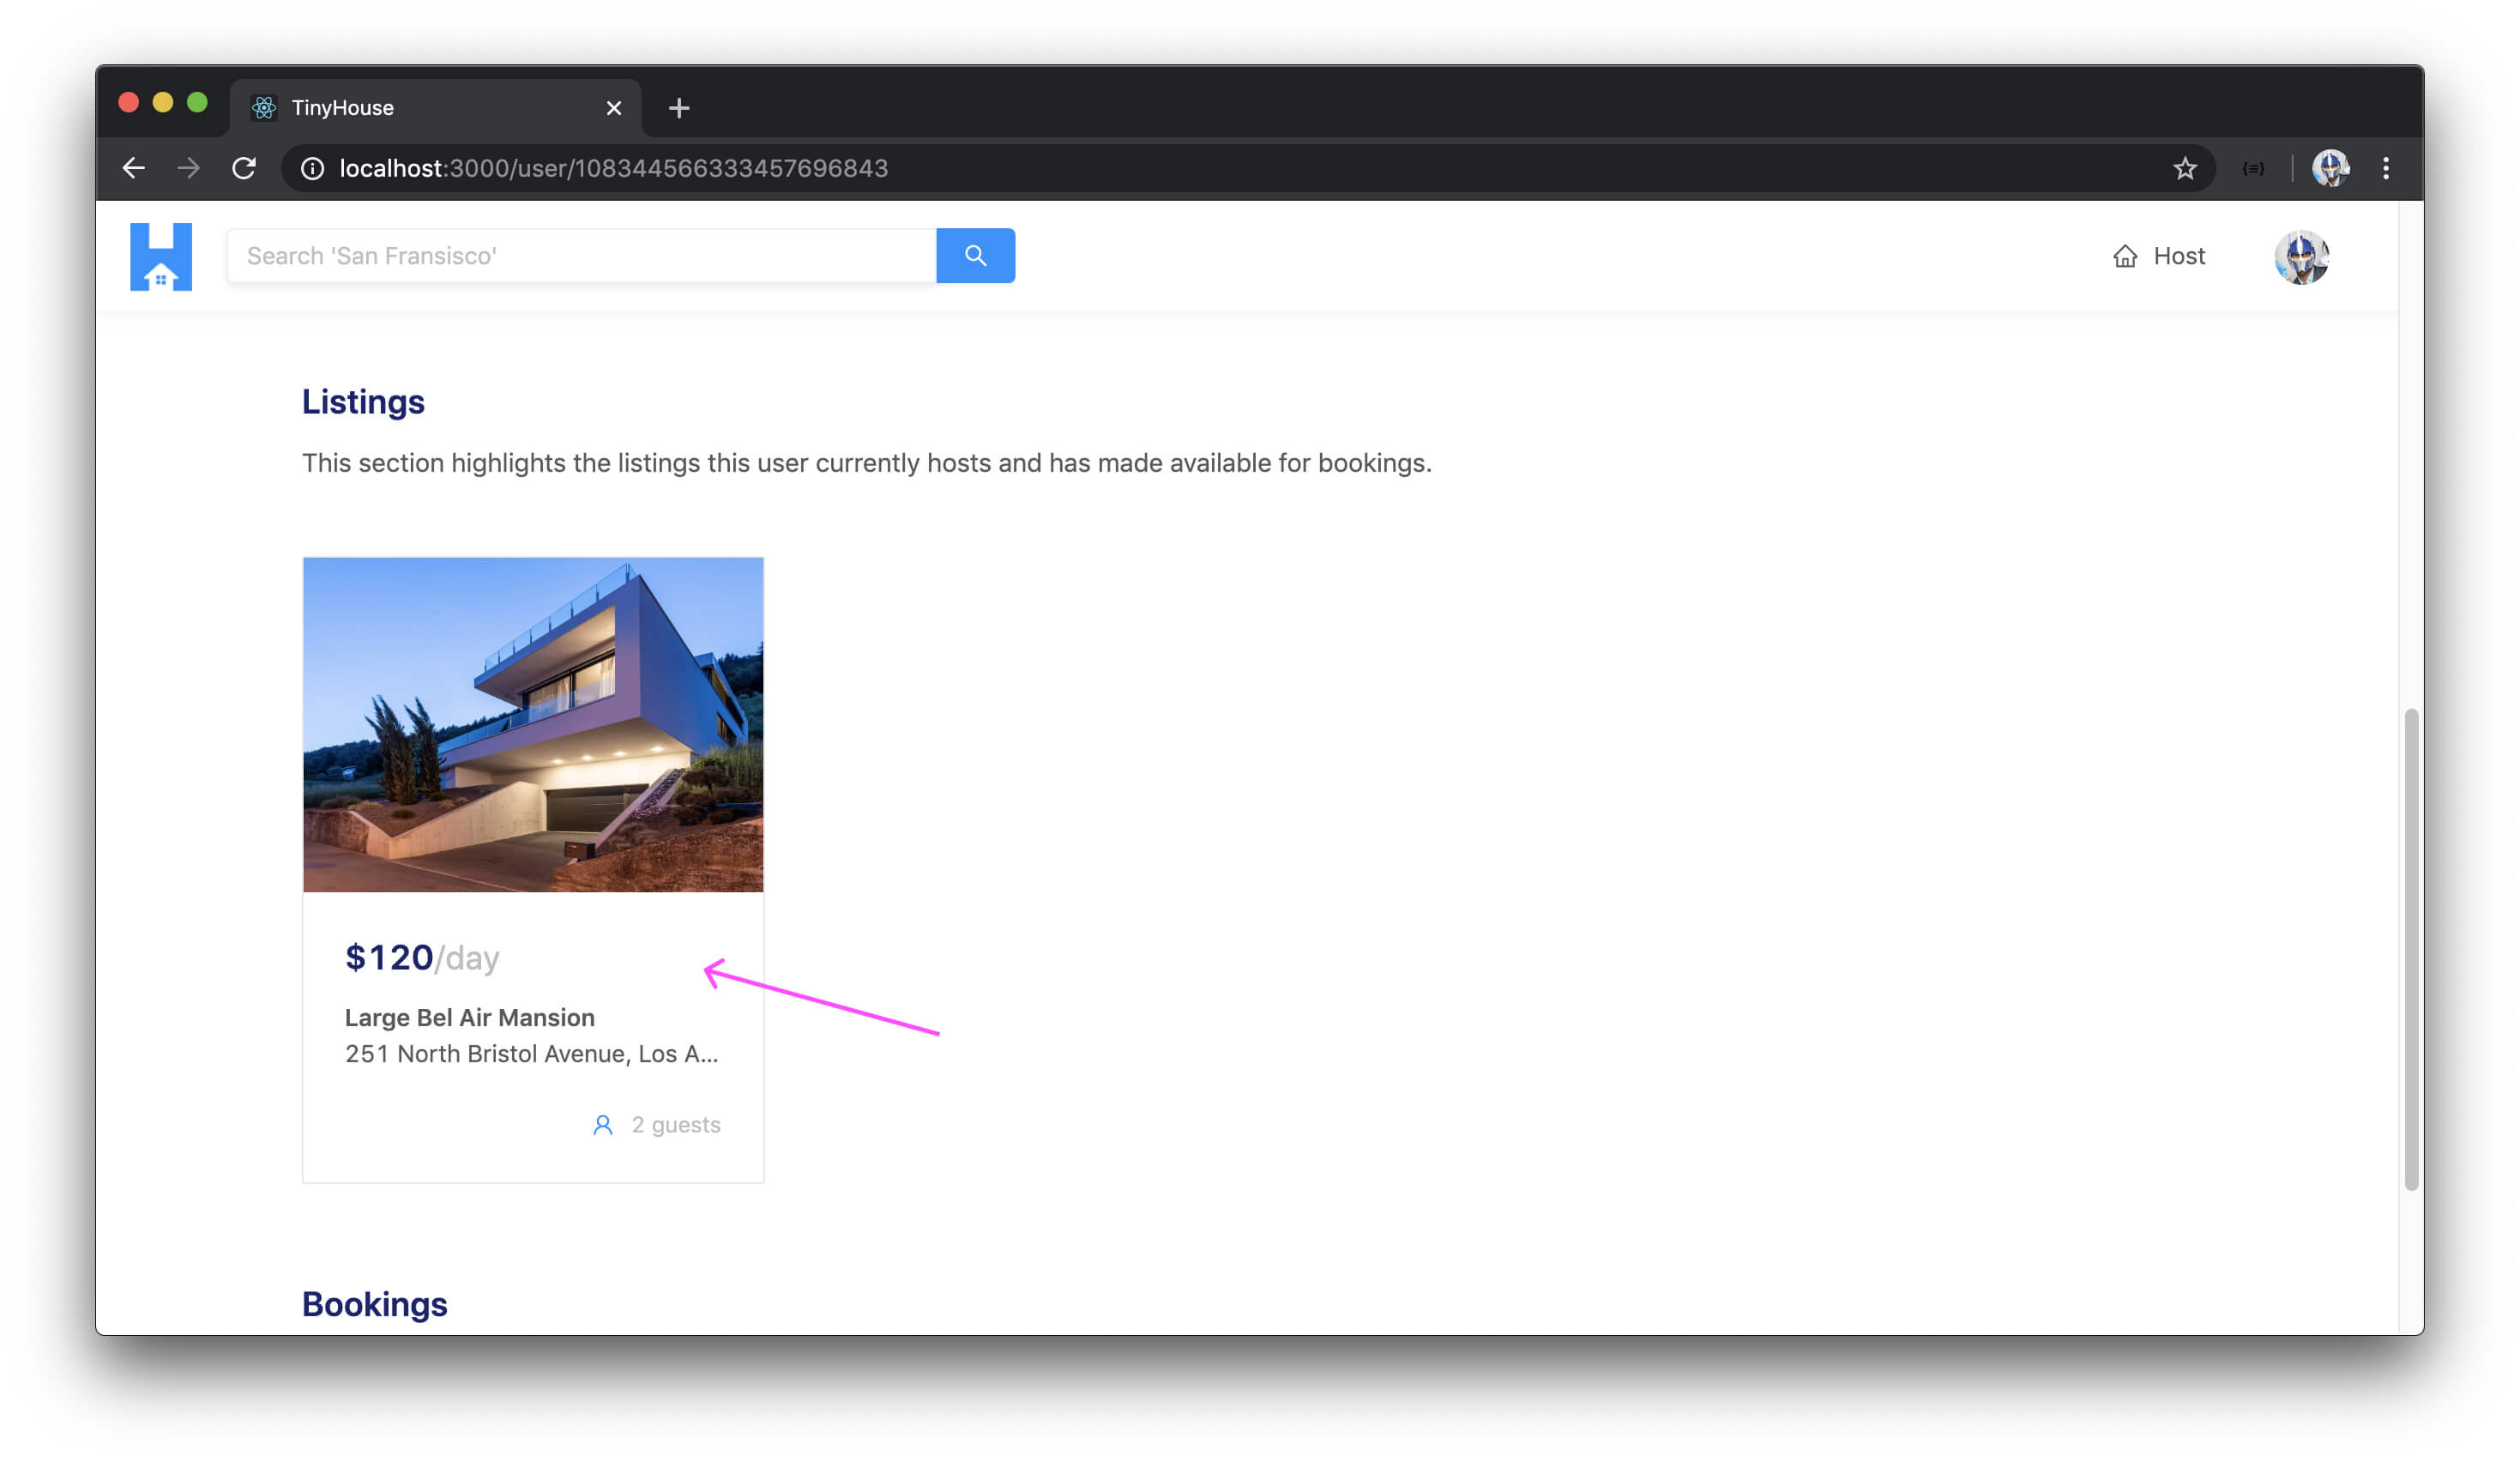 TinyHouse
localhost:3000/user/108344566333457696843
Search 'San Fransisco'
Host
Listings
This section highlights the listings this user currently hosts and has made available for bookings.
$120/day
Large Bel Air Mansion
251 North Bristol Avenue, Los A...
2 guests
Bookings